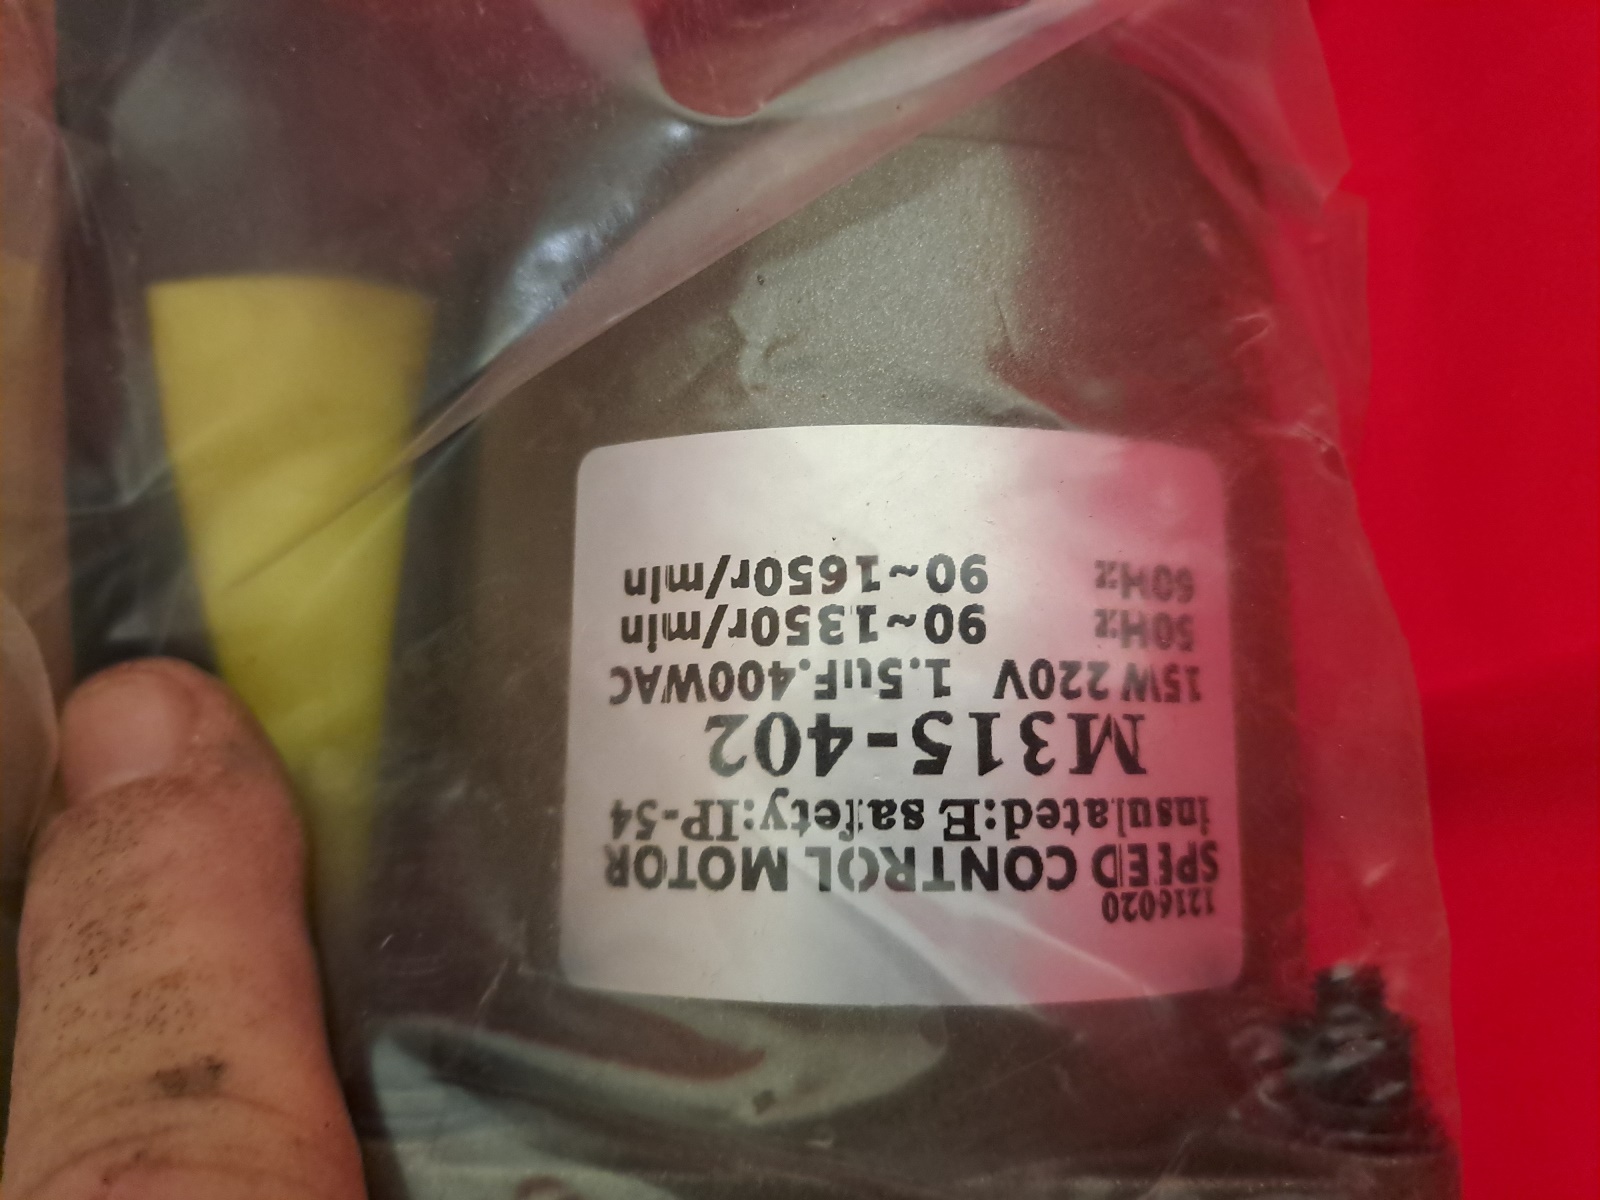 1216020
SPEED CONTROL MOTOR
insulated:E safety:IP-54
M315-402
15W 220V 1.5uF.400WAC
50Hz 90~1350r/min
60Hz 90~1650r/min